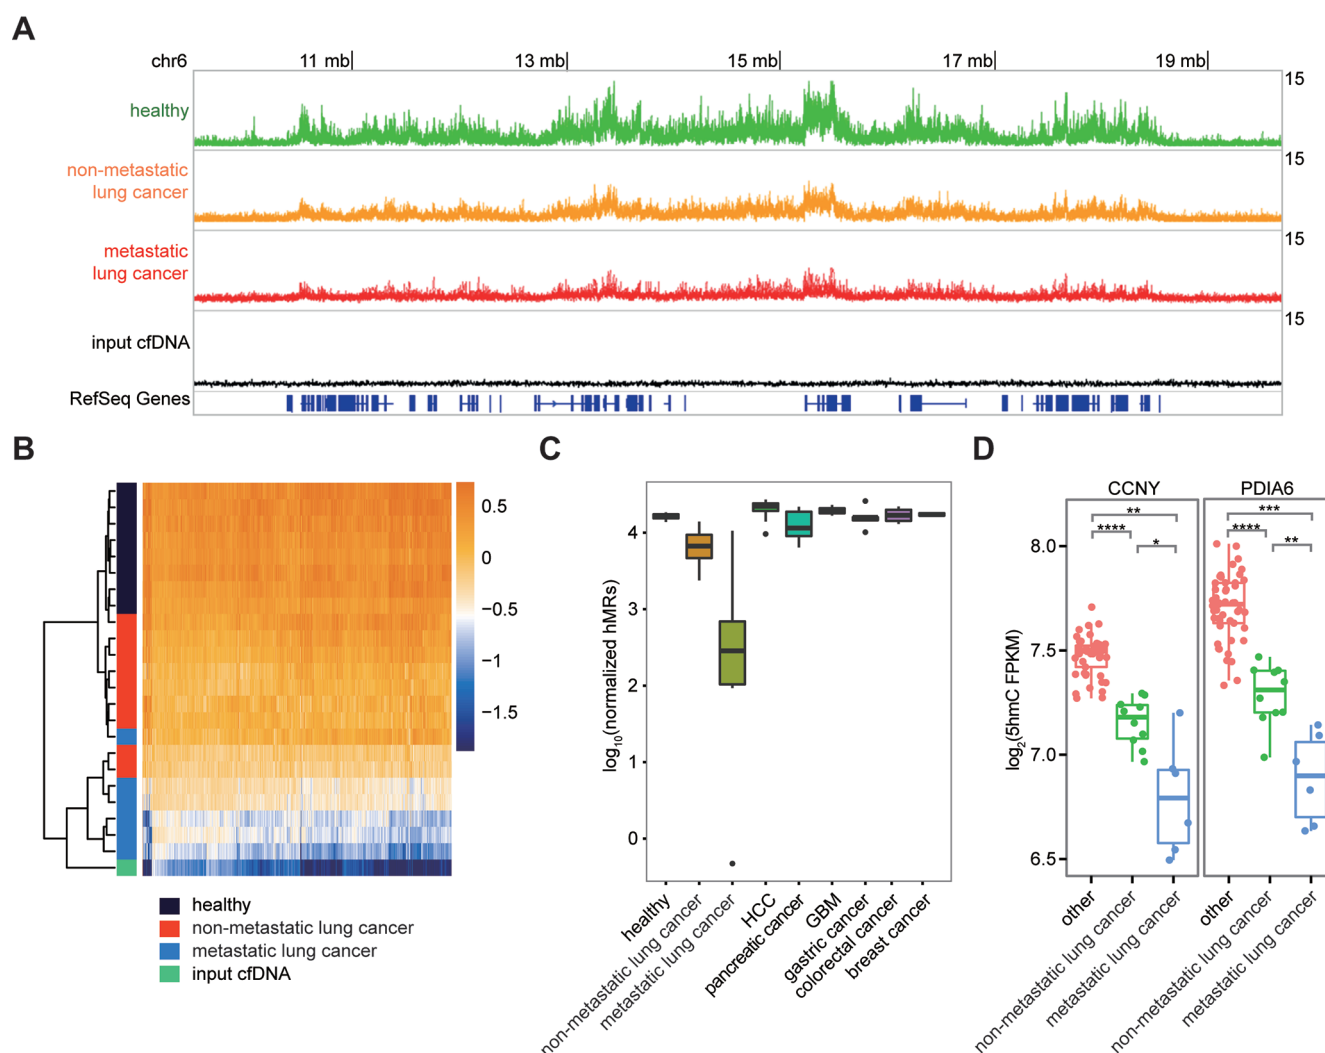 A
chr6
11 mb
13 mb
15 mb
17 mb
19 mb
15
healthy
15
non-metastatic
lung cancer
15
metastatic
lung cancer
15
input cfDNA
RefSeq Genes
B
0.5
0
−0.5
−1
−1.5
healthy
non-metastatic lung cancer
metastatic lung cancer
input cfDNA
C
log10(normalized hMRs)
4
3
2
1
0
healthy
non-metastatic lung cancer
metastatic lung cancer
HCC
pancreatic cancer
GBM
gastric cancer
colorectal cancer
breast cancer
D
CCNY
PDIA6
**
****
*
***
****
**
log2(5hmC FPKM)
8.0
7.5
7.0
6.5
other
non-metastatic lung cancer
metastatic lung cancer
other
non-metastatic lung cancer
metastatic lung cancer